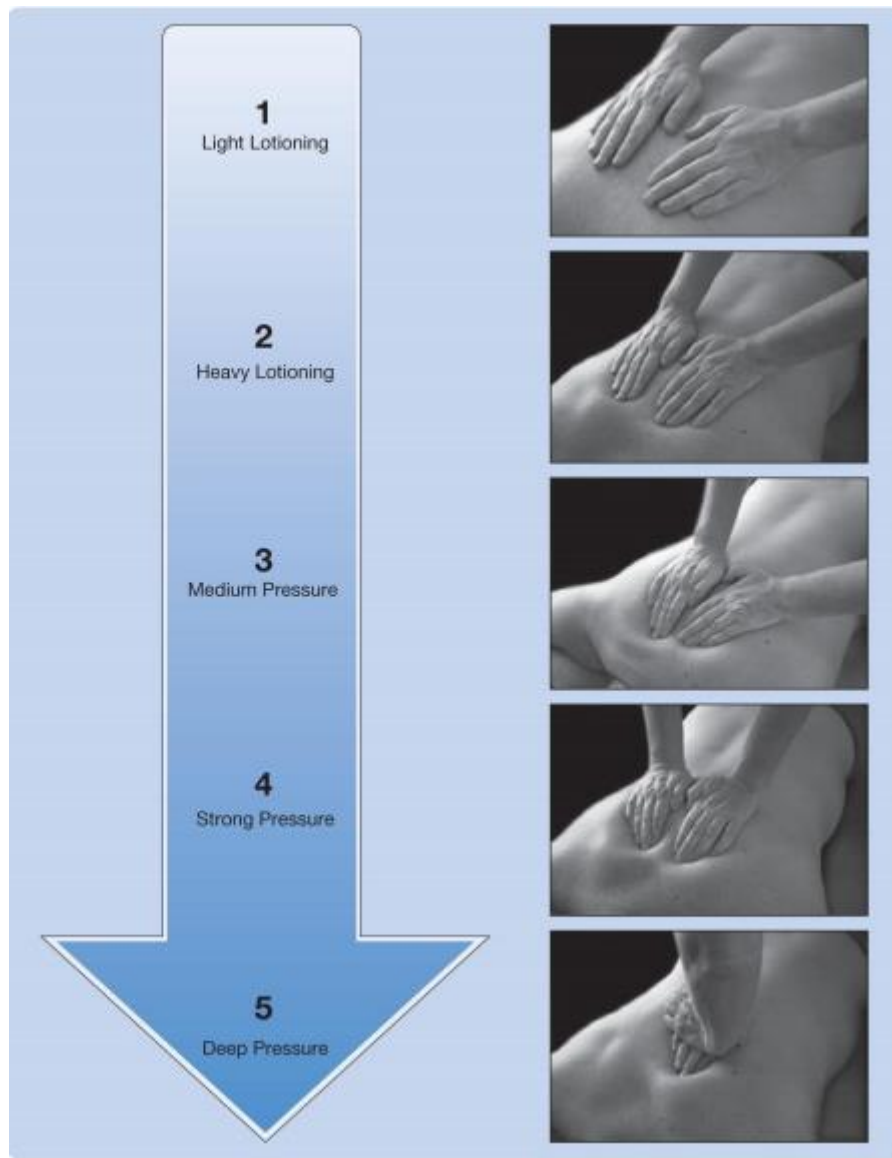 1
Light Lotioning
2
Heavy Lotioning
3
Medium Pressure
4
Strong Pressure
5
Deep Pressure